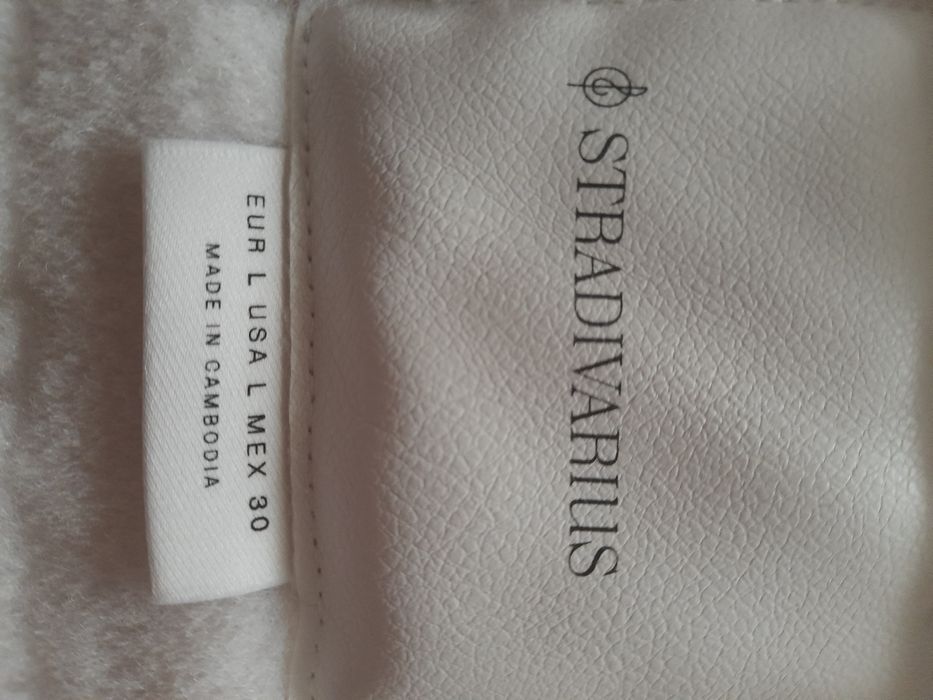 STRADIVARIUS
EUR L USA L MEX 30
MADE IN CAMBODIA